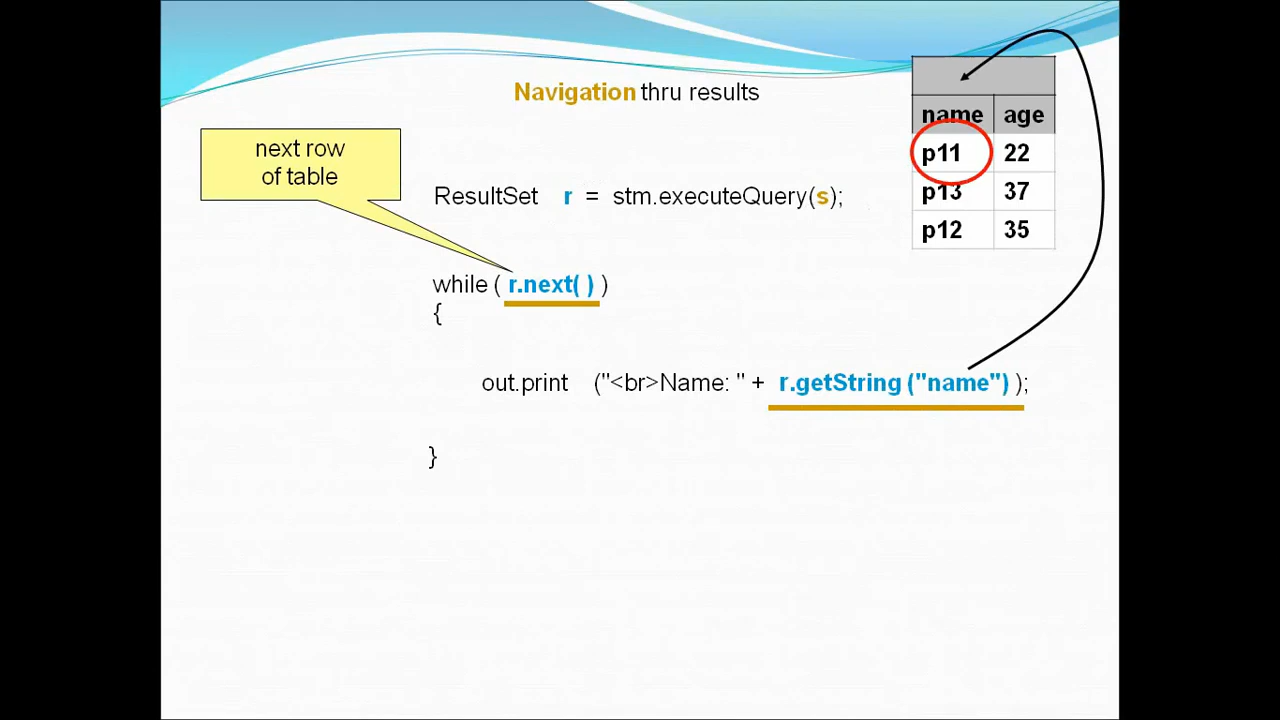 Navigation thru results
next row
of table
name age
p11 22
p13 37
p12 35
ResultSet r = stm.executeQuery(s);
while ( r.next( ) )
{
out.print ("<br>Name: " + r.getString ("name") );
}